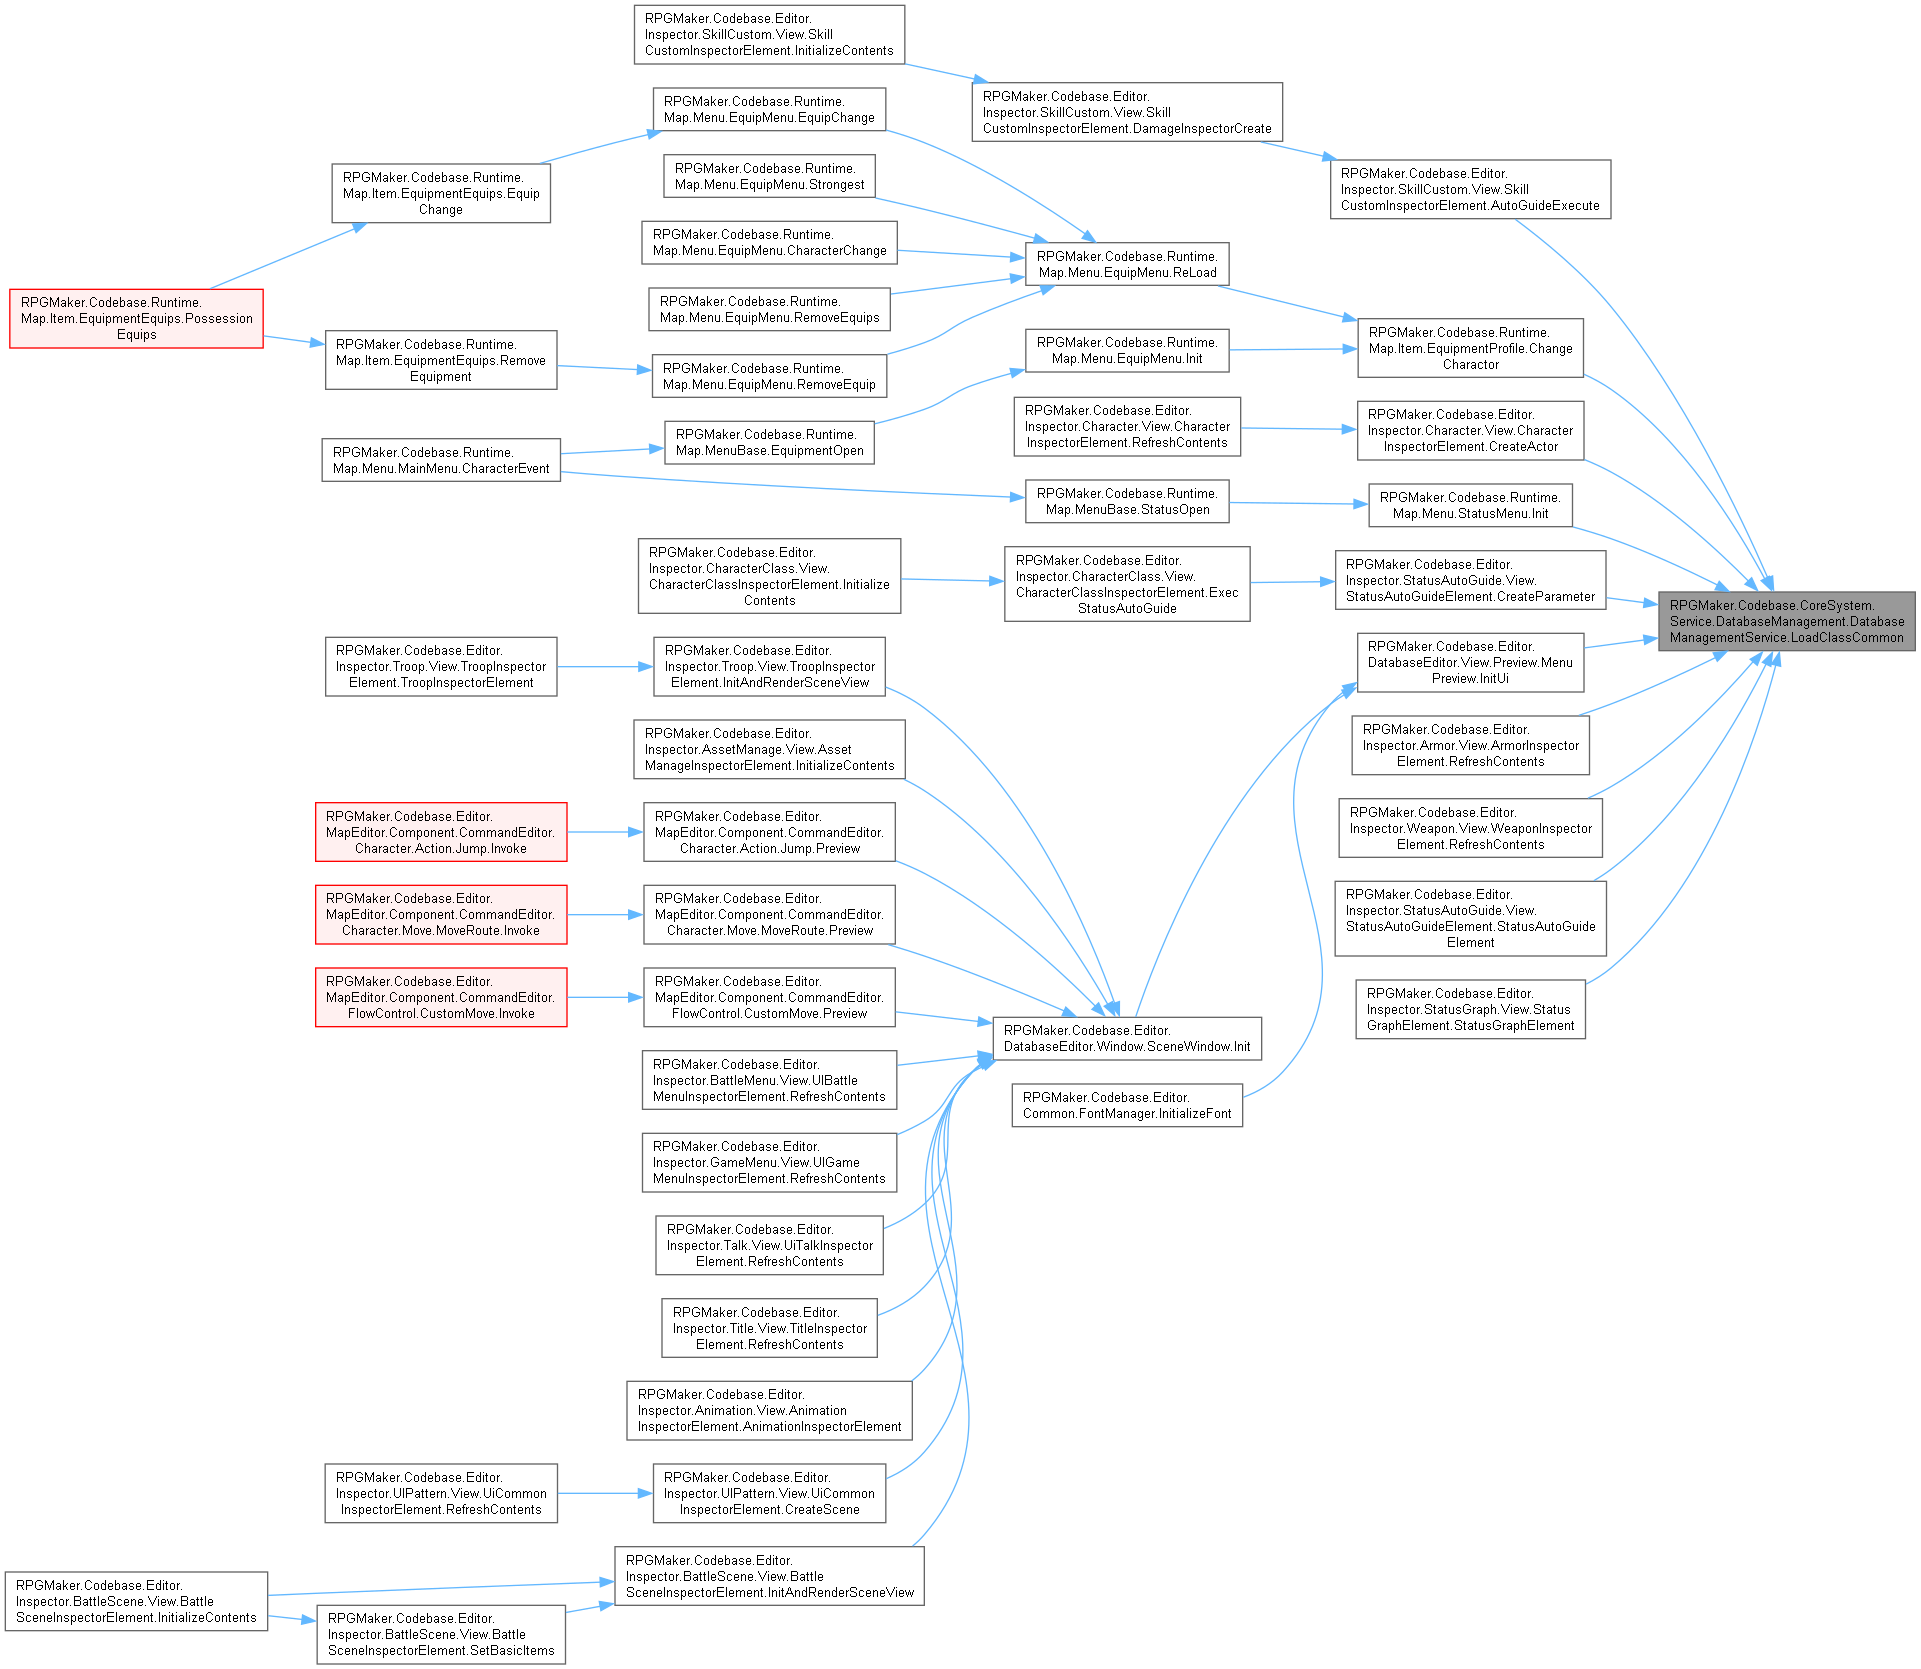 RPGMaker.Codebase.Editor.
Inspector.SkillCustom.View.Skill
CustomInspectorElement.InitializeContents
RPGMaker.Codebase.Editor.
Inspector.SkillCustom.View.Skill
CustomInspectorElement.DamageInspectorCreate
RPGMaker.Codebase.Runtime.
Map.Menu.EquipMenu.EquipChange
RPGMaker.Codebase.Runtime.
Map.Menu.EquipMenu.Strongest
RPGMaker.Codebase.Editor.
Inspector.SkillCustom.View.Skill
CustomInspectorElement.AutoGuideExecute
RPGMaker.Codebase.Runtime.
Map.Item.EquipmentEquips.Equip
Change
RPGMaker.Codebase.Runtime.
Map.Menu.EquipMenu.CharacterChange
RPGMaker.Codebase.Runtime.
Map.Menu.EquipMenu.ReLoad
RPGMaker.Codebase.Runtime.
Map.Item.EquipmentEquips.Possession
Equips
RPGMaker.Codebase.Runtime.
Map.Menu.EquipMenu.RemoveEquips
RPGMaker.Codebase.Runtime.
Map.Item.EquipmentProfile.Change
Charactor
RPGMaker.Codebase.Runtime.
Map.Item.EquipmentEquips.Remove
Equipment
RPGMaker.Codebase.Runtime.
Map.Menu.EquipMenu.Init
RPGMaker.Codebase.Runtime.
Map.Menu.EquipMenu.RemoveEquip
RPGMaker.Codebase.Editor.
Inspector.Character.View.Character
InspectorElement.RefreshContents
RPGMaker.Codebase.Editor.
Inspector.Character.View.Character
InspectorElement.CreateActor
RPGMaker.Codebase.Runtime.
Map.MenuBase.EquipmentOpen
RPGMaker.Codebase.Runtime.
Map.Menu.MainMenu.CharacterEvent
RPGMaker.Codebase.Runtime.
Map.MenuBase.StatusOpen
RPGMaker.Codebase.Runtime.
Map.Menu.StatusMenu.Init
RPGMaker.Codebase.Editor.
Inspector.CharacterClass.View.
CharacterClassInspectorElement.Initialize
Contents
RPGMaker.Codebase.Editor.
Inspector.CharacterClass.View.
CharacterClassInspectorElement.Exec
StatusAutoGuide
RPGMaker.Codebase.Editor.
Inspector.StatusAutoGuide.View.
StatusAutoGuideElement.CreateParameter
RPGMaker.Codebase.CoreSystem.
Service.DatabaseManagement.Database
ManagementService.LoadClassCommon
RPGMaker.Codebase.Editor.
Inspector.Troop.View.TroopInspector
Element.TroopInspectorElement
RPGMaker.Codebase.Editor.
Inspector.Troop.View.TroopInspector
Element.InitAndRenderSceneView
RPGMaker.Codebase.Editor.
DatabaseEditor.View.Preview.Menu
Preview.InitUi
RPGMaker.Codebase.Editor.
Inspector.AssetManage.View.Asset
ManageInspectorElement.InitializeContents
RPGMaker.Codebase.Editor.
Inspector.Armor.View.ArmorInspector
Element.RefreshContents
RPGMaker.Codebase.Editor.
MapEditor.Component.CommandEditor.
Character.Action.Jump.Invoke
RPGMaker.Codebase.Editor.
MapEditor.Component.CommandEditor.
Character.Action.Jump.Preview
RPGMaker.Codebase.Editor.
Inspector.Weapon.View.WeaponInspector
Element.RefreshContents
RPGMaker.Codebase.Editor.
MapEditor.Component.CommandEditor.
Character.Move.MoveRoute.Invoke
RPGMaker.Codebase.Editor.
MapEditor.Component.CommandEditor.
Character.Move.MoveRoute.Preview
RPGMaker.Codebase.Editor.
Inspector.StatusAutoGuide.View.
StatusAutoGuideElement.StatusAutoGuide
Element
RPGMaker.Codebase.Editor.
MapEditor.Component.CommandEditor.
FlowControl.CustomMove.Invoke
RPGMaker.Codebase.Editor.
MapEditor.Component.CommandEditor.
FlowControl.CustomMove.Preview
RPGMaker.Codebase.Editor.
Inspector.StatusGraph.View.Status
GraphElement.StatusGraphElement
RPGMaker.Codebase.Editor.
DatabaseEditor.Window.SceneWindow.Init
RPGMaker.Codebase.Editor.
Inspector.BattleMenu.View.UIBattle
MenuInspectorElement.RefreshContents
RPGMaker.Codebase.Editor.
Common.FontManager.InitializeFont
RPGMaker.Codebase.Editor.
Inspector.GameMenu.View.UIGame
MenuInspectorElement.RefreshContents
RPGMaker.Codebase.Editor.
Inspector.Talk.View.UiTalkInspector
Element.RefreshContents
RPGMaker.Codebase.Editor.
Inspector.Title.View.TitleInspector
Element.RefreshContents
RPGMaker.Codebase.Editor.
Inspector.Animation.View.Animation
InspectorElement.AnimationInspectorElement
RPGMaker.Codebase.Editor.
Inspector.UIPattern.View.UiCommon
InspectorElement.RefreshContents
RPGMaker.Codebase.Editor.
Inspector.UIPattern.View.UiCommon
InspectorElement.CreateScene
RPGMaker.Codebase.Editor.
Inspector.BattleScene.View.Battle
SceneInspectorElement.InitAndRenderSceneView
RPGMaker.Codebase.Editor.
Inspector.BattleScene.View.Battle
SceneInspectorElement.InitializeContents
RPGMaker.Codebase.Editor.
Inspector.BattleScene.View.Battle
SceneInspectorElement.SetBasicItems